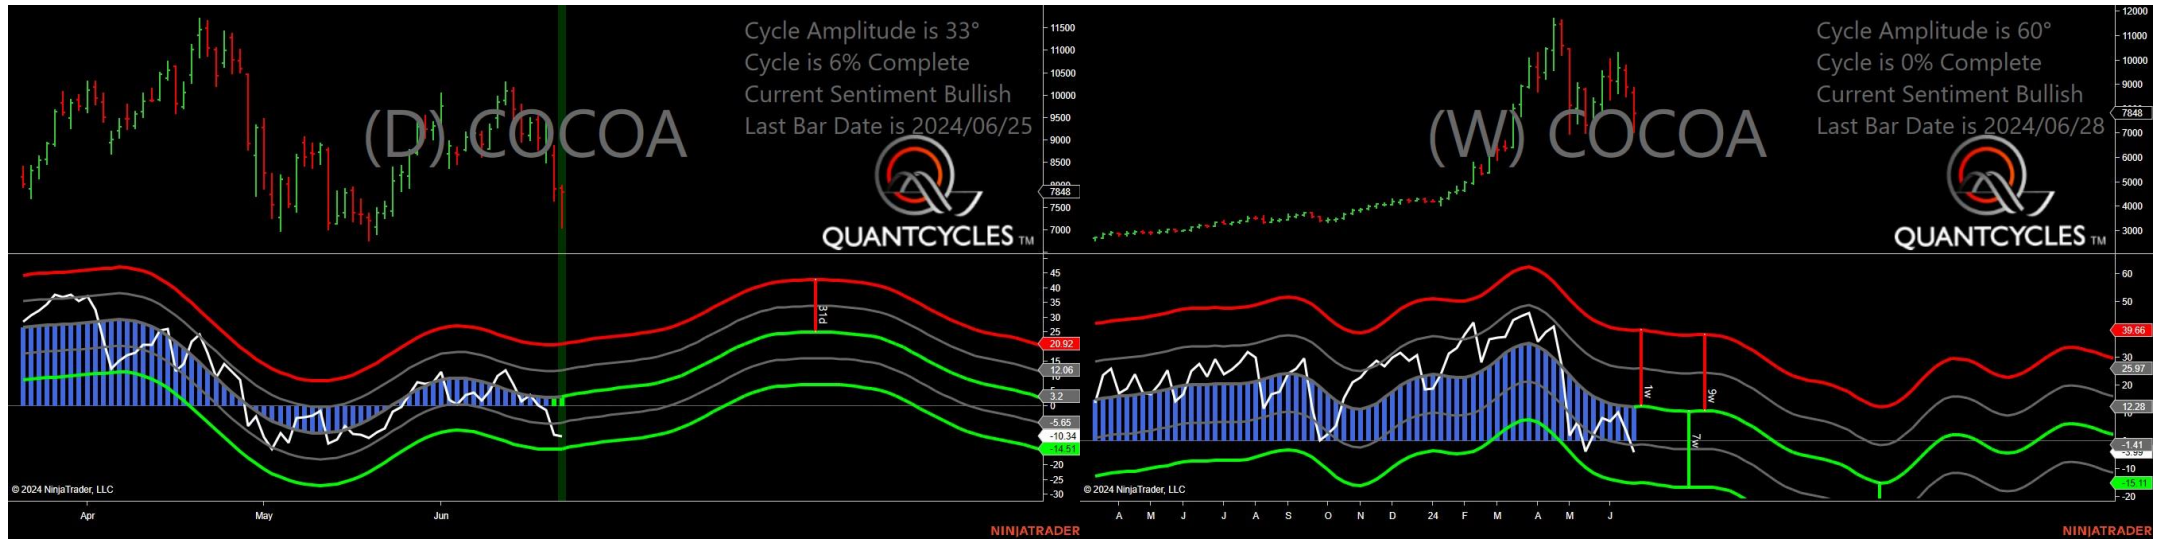 Cycle Amplitude is 33°
Cycle is 6% Complete
Current Sentiment Bullish
Last Bar Date is 2024/06/25
(D) COCOA
QUANTCYCLES TM
11500
11000
10500
10000
9500
9000
8500
7848
7500
7000
45
40
35
30
25
20.92
15
12.06
5
3.2
0
-5.65
-10.34
-14.51
-20
-25
-30
31d
© 2024 NinjaTrader, LLC
Apr May Jun
NINJATRADER
Cycle Amplitude is 60°
Cycle is 0% Complete
Current Sentiment Bullish
Last Bar Date is 2024/06/28
(W) COCOA
QUANTCYCLES TM
12000
11000
10000
9000
7848
7000
6000
5000
4000
3000
60
50
39.66
30
25.97
20
12.28
-1.41
-3.99
-10
-15.11
-20
1w
9w
7w
© 2024 NinjaTrader, LLC
A M J J A S O N D 24 F M A M J
NINJATRADER